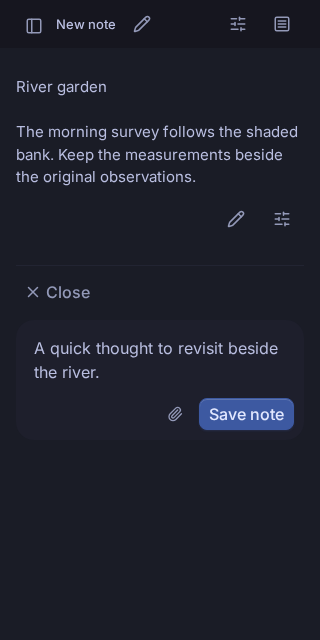 New note
River garden
The morning survey follows the shaded
bank. Keep the measurements beside
the original observations.
Close
A quick thought to revisit beside
the river.
Save note